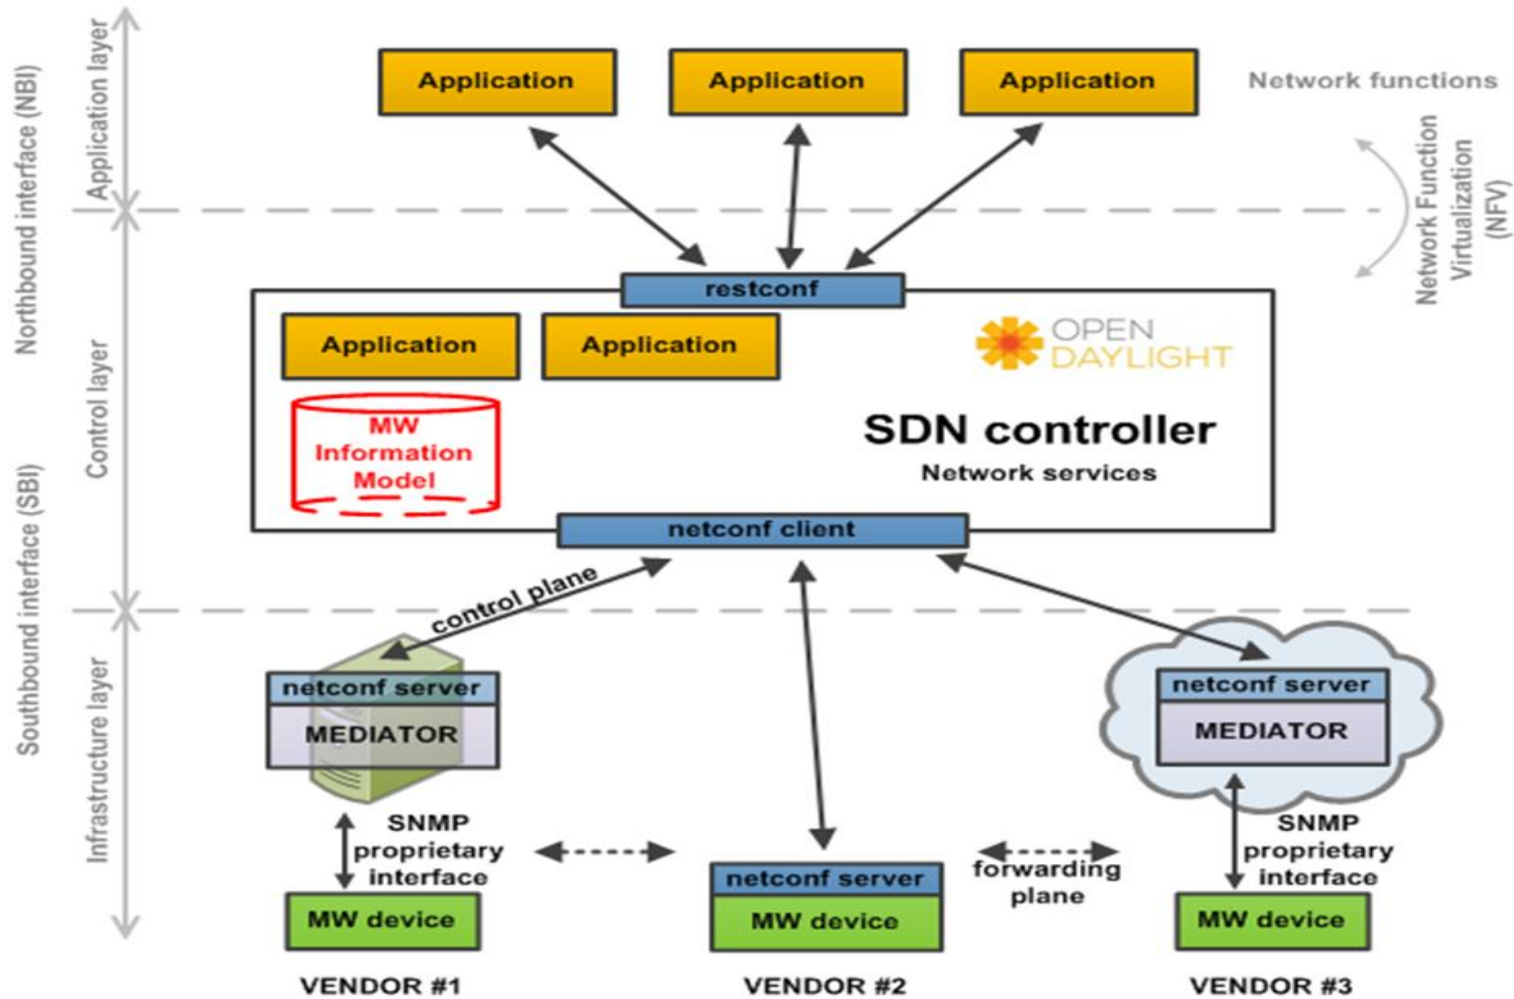 Application layer
Northbound interface (NBI)
Application
Application
Application
Network functions
Network Function
Virtualization
(NFV)
restconf
Application
Application
OPEN
DAYLIGHT
Control layer
MW
Information
Model
SDN controller
Network services
netconf client
Southbound interface (SBI)
control plane
Infrastructure layer
netconf server
MEDIATOR
netconf server
MEDIATOR
SNMP
proprietary
interface
SNMP
proprietary
interface
forwarding
plane
netconf server
MW device
MW device
MW device
VENDOR #1
VENDOR #2
VENDOR #3